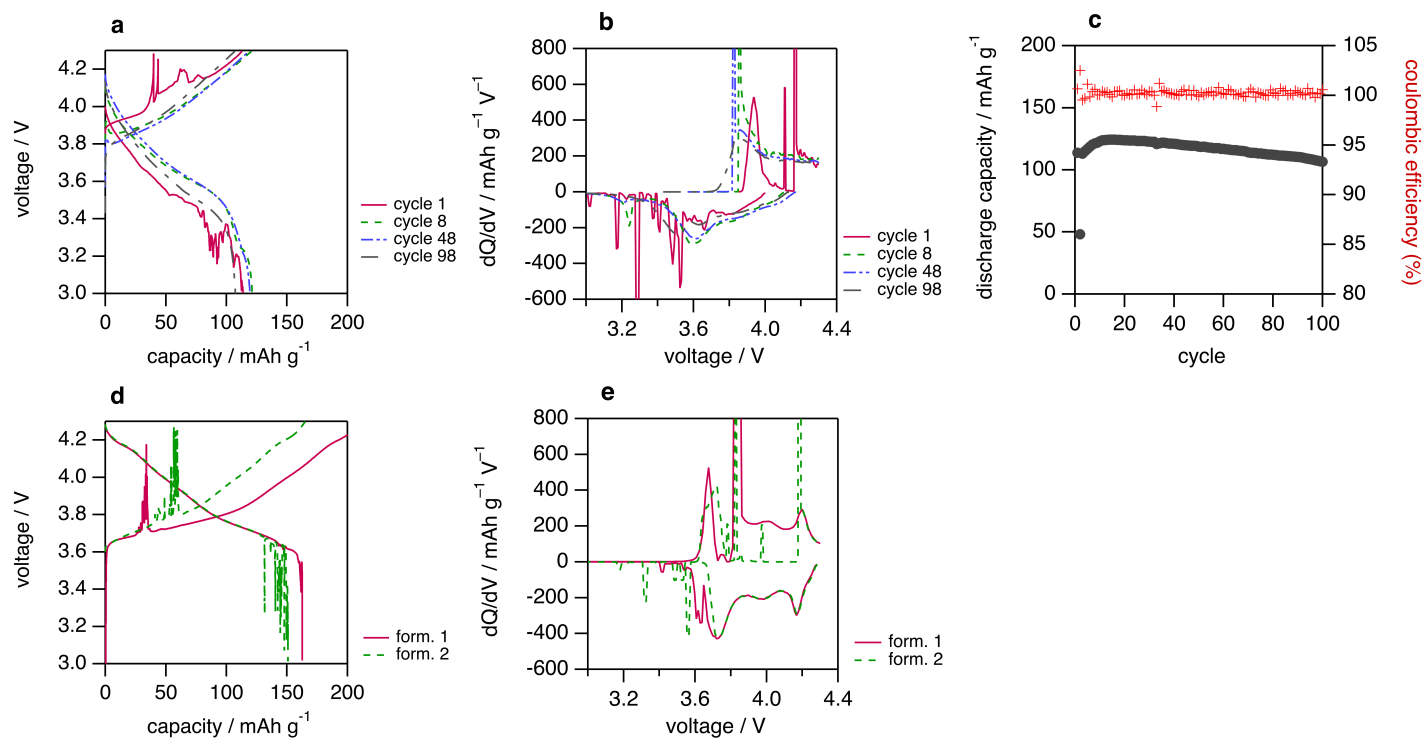 a
voltage / V
4.2
4.0
3.8
3.6
3.4
3.2
3.0
0 50 100 150 200
capacity / mAh g⁻¹
cycle 1
cycle 8
cycle 48
cycle 98
b
dQ/dV / mAh g⁻¹ V⁻¹
800
600
400
200
0
-200
-400
-600
3.2 3.6 4.0 4.4
voltage / V
cycle 1
cycle 8
cycle 48
cycle 98
c
discharge capacity / mAh g⁻¹
200
150
100
50
0
0 20 40 60 80 100
cycle
105
100
95
90
85
80
coulombic efficiency (%)
d
voltage / V
4.2
4.0
3.8
3.6
3.4
3.2
3.0
0 50 100 150 200
capacity / mAh g⁻¹
form. 1
form. 2
e
dQ/dV / mAh g⁻¹ V⁻¹
800
600
400
200
0
-200
-400
-600
3.2 3.6 4.0 4.4
voltage / V
form. 1
form. 2